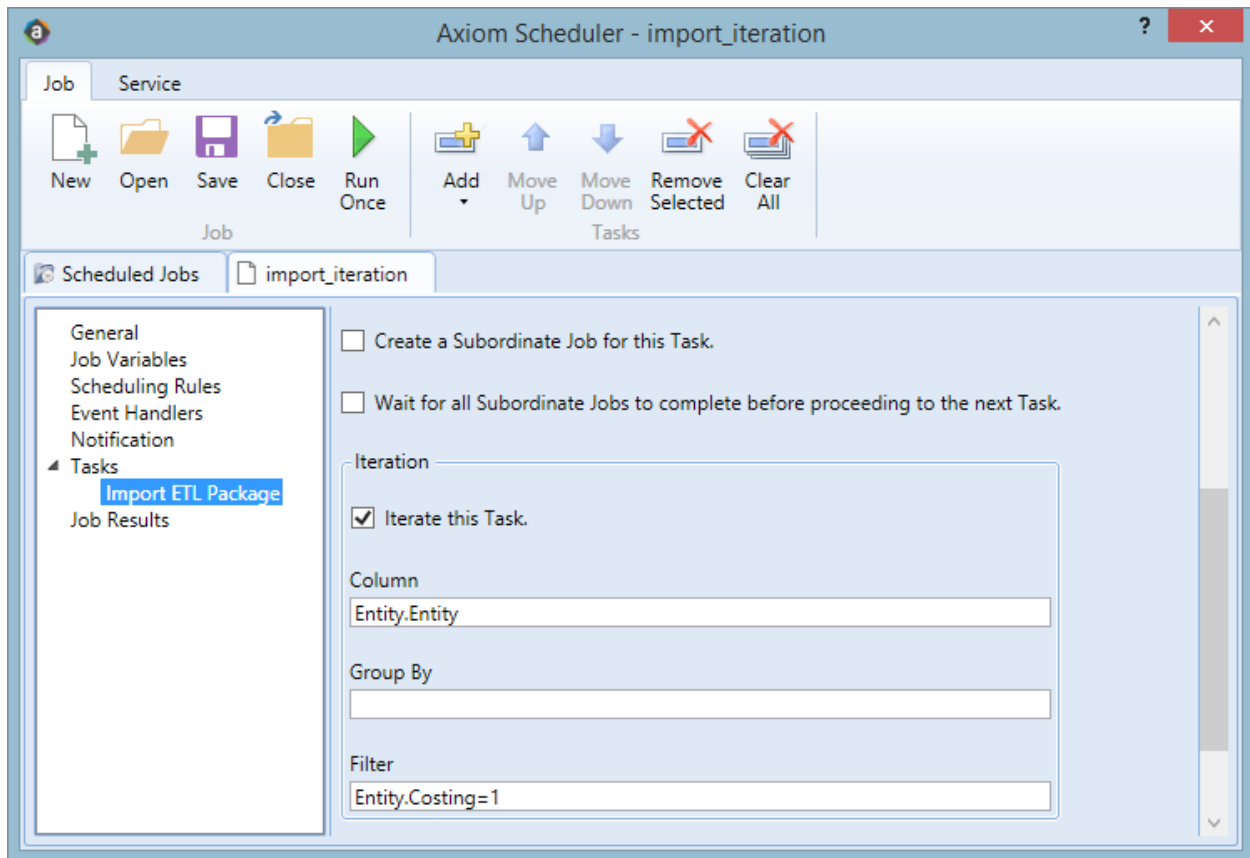 a
Axiom Scheduler - import_iteration
?
Job Service
New Open Save Close Run Once Add Move Up Move Down Remove Selected Clear All
Job Tasks
Scheduled Jobs import_iteration
General
Job Variables
Scheduling Rules
Event Handlers
Notification
Tasks
Import ETL Package
Job Results
Create a Subordinate Job for this Task.
Wait for all Subordinate Jobs to complete before proceeding to the next Task.
Iteration
Iterate this Task.
Column
Entity.Entity
Group By
Filter
Entity.Costing=1